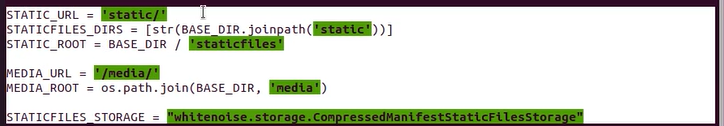 STATIC_URL = 'static/'
STATICFILES_DIRS = [str(BASE_DIR.joinpath('static'))]
STATIC_ROOT = BASE_DIR / 'staticfiles'
MEDIA_URL = '/media/'
MEDIA_ROOT = os.path.join(BASE_DIR, 'media')
STATICFILES_STORAGE = "whitenoise.storage.CompressedManifestStaticFilesStorage"